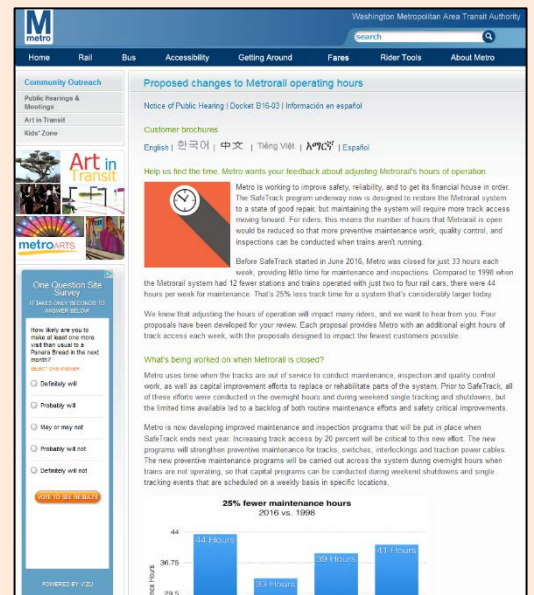 M
metro
Washington Metropolitan Area Transit Authority
search
Home Rail Bus Accessibility Getting Around Fares Rider Tools About Metro
Community Outreach
Public Hearings &
Meetings
Art in Transit
Kids' Zone
Art in
Transit
metroARTS
One Question Site
Survey
IT TAKES ONLY SECONDS TO
ANSWER BELOW
How likely are you to
make at least one more
visit than usual to a
Panera Bread in the next
month?
SELECT ONE ANSWER
Definitely will
Probably will
May or may not
Probably will not
Definitely will not
VOTE TO SEE RESULTS
POWERED BY VIZU
Proposed changes to Metrorail operating hours
Notice of Public Hearing | Docket B16-03 | Información en español
Customer brochures
English | 한국어 | 中文 | Tiếng Việt | አማርኛ | Español
Help us find the time. Metro wants your feedback about adjusting Metrorail's hours of operation.
Metro is working to improve safety, reliability, and to get its financial house in order.
The SafeTrack program underway now is designed to restore the Metrorail system
to a state of good repair, but maintaining the system will require more track access
moving forward. For riders, this means the number of hours that Metrorail is open
would be reduced so that more preventive maintenance work, quality control, and
inspections can be conducted when trains aren't running.
Before SafeTrack started in June 2016, Metro was closed for just 33 hours each
week, providing little time for maintenance and inspections. Compared to 1998 when
the Metrorail system had 12 fewer stations and trains operated with just two to four rail cars, there were 44
hours per week for maintenance. That's 25% less track time for a system that's considerably larger today.
We know that adjusting the hours of operation will impact many riders, and we want to hear from you. Four
proposals have been developed for your review. Each proposal provides Metro with an additional eight hours of
track access each week, with the proposals designed to impact the fewest customers possible.
What's being worked on when Metrorail is closed?
Metro uses time when the tracks are out of service to conduct maintenance, inspection and quality control
work, as well as capital improvement efforts to replace or rehabilitate parts of the system. Prior to SafeTrack, all
of these efforts were conducted in the overnight hours and during weekend single tracking and shutdowns, but
the limited time available led to a backlog of both routine maintenance efforts and safety critical improvements.
Metro is now developing improved maintenance and inspection programs that will be put in place when
SafeTrack ends next year. Increasing track access by 20 percent will be critical to this new effort. The new
programs will strengthen preventive maintenance for tracks, switches, interlockings and traction power cables.
The new preventive maintenance programs will be carried out across the system during overnight hours when
trains are not operating, so that capital programs can be conducted during weekend shutdowns and single
tracking events that are scheduled on a weekly basis in specific locations.
25% fewer maintenance hours
2016 vs. 1998
44
36.75
29.5
44 Hours
33 Hours
39 Hours
41 Hours